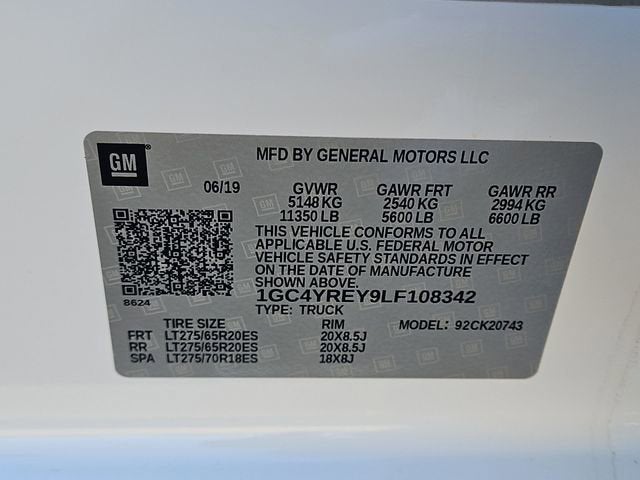 GM
MFD BY GENERAL MOTORS LLC
06/19 GVWR GAWR FRT GAWR RR
5148 KG 2540 KG 2994 KG
11350 LB 5600 LB 6600 LB
THIS VEHICLE CONFORMS TO ALL
APPLICABLE U.S. FEDERAL MOTOR
VEHICLE SAFETY STANDARDS IN EFFECT
ON THE DATE OF MANUFACTURE
SHOWN ABOVE.
8624
1GC4YREY9LF108342
TYPE: TRUCK
TIRE SIZE RIM MODEL: 92CK20743
FRT LT275/65R20ES 20X8.5J
RR LT275/65R20ES 20X8.5J
SPA LT275/70R18ES 18X8J